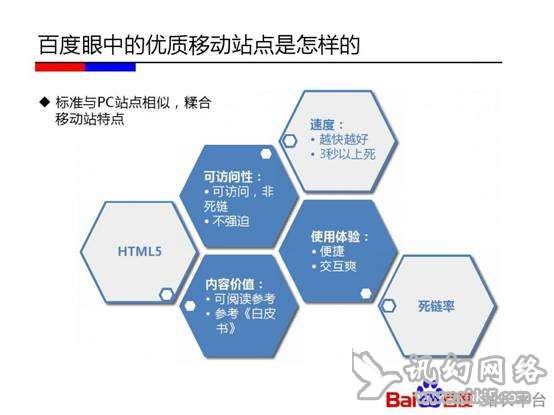 百度眼中的优质移动站点是怎样的
◆ 标准与PC站点相似，糅合
移动站特点
速度：
• 越快越好
• 3秒以上死
可访问性：
• 可访问，非
死链
• 不强迫
HTML5
使用体验：
• 便捷
• 交互爽
内容价值：
• 可阅读参考
• 参考《白皮
书》
死链率
讯幻网络
Bai 百度
平台